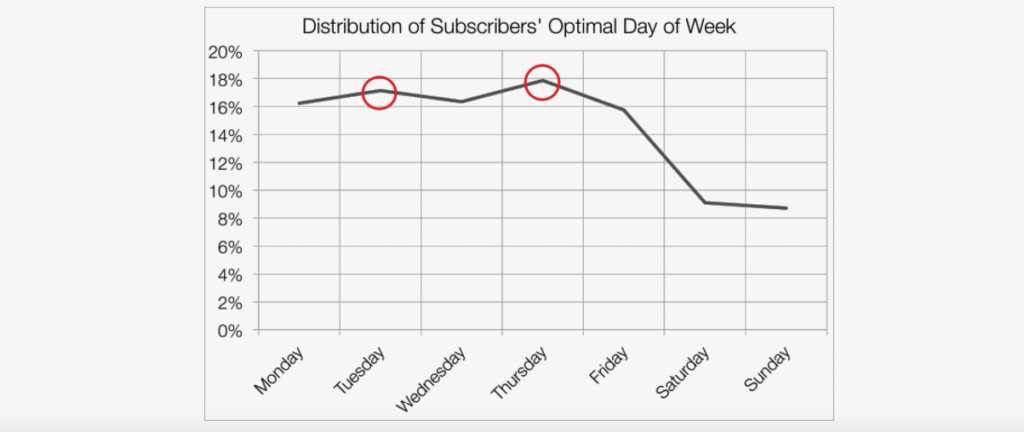 Distribution of Subscribers' Optimal Day of Week
20%
18%
16%
14%
12%
10%
8%
6%
4%
2%
0%
Monday
Tuesday
Wednesday
Thursday
Friday
Saturday
Sunday